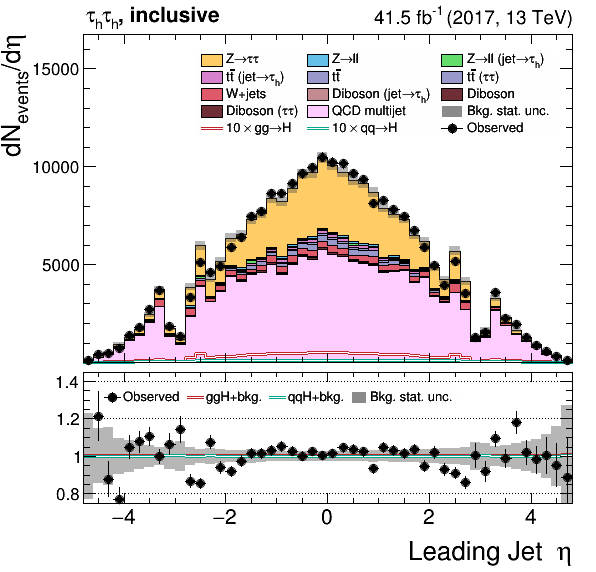 τhτh, inclusive 41.5 fb-1 (2017, 13 TeV)
dNevents/dη
15000
10000
5000
Z→ττ Z→ll Z→ll (jet→τh)
tt̄ (jet→τh) tt̄ tt̄ (ττ)
W+jets Diboson (jet→τh) Diboson
Diboson (ττ) QCD multijet Bkg. stat. unc.
10×gg→H 10×qq→H Observed
1.4
1.2
1
0.8
Observed ggH+bkg. qqH+bkg. Bkg. stat. unc.
−4 −2 0 2 4
Leading Jet η